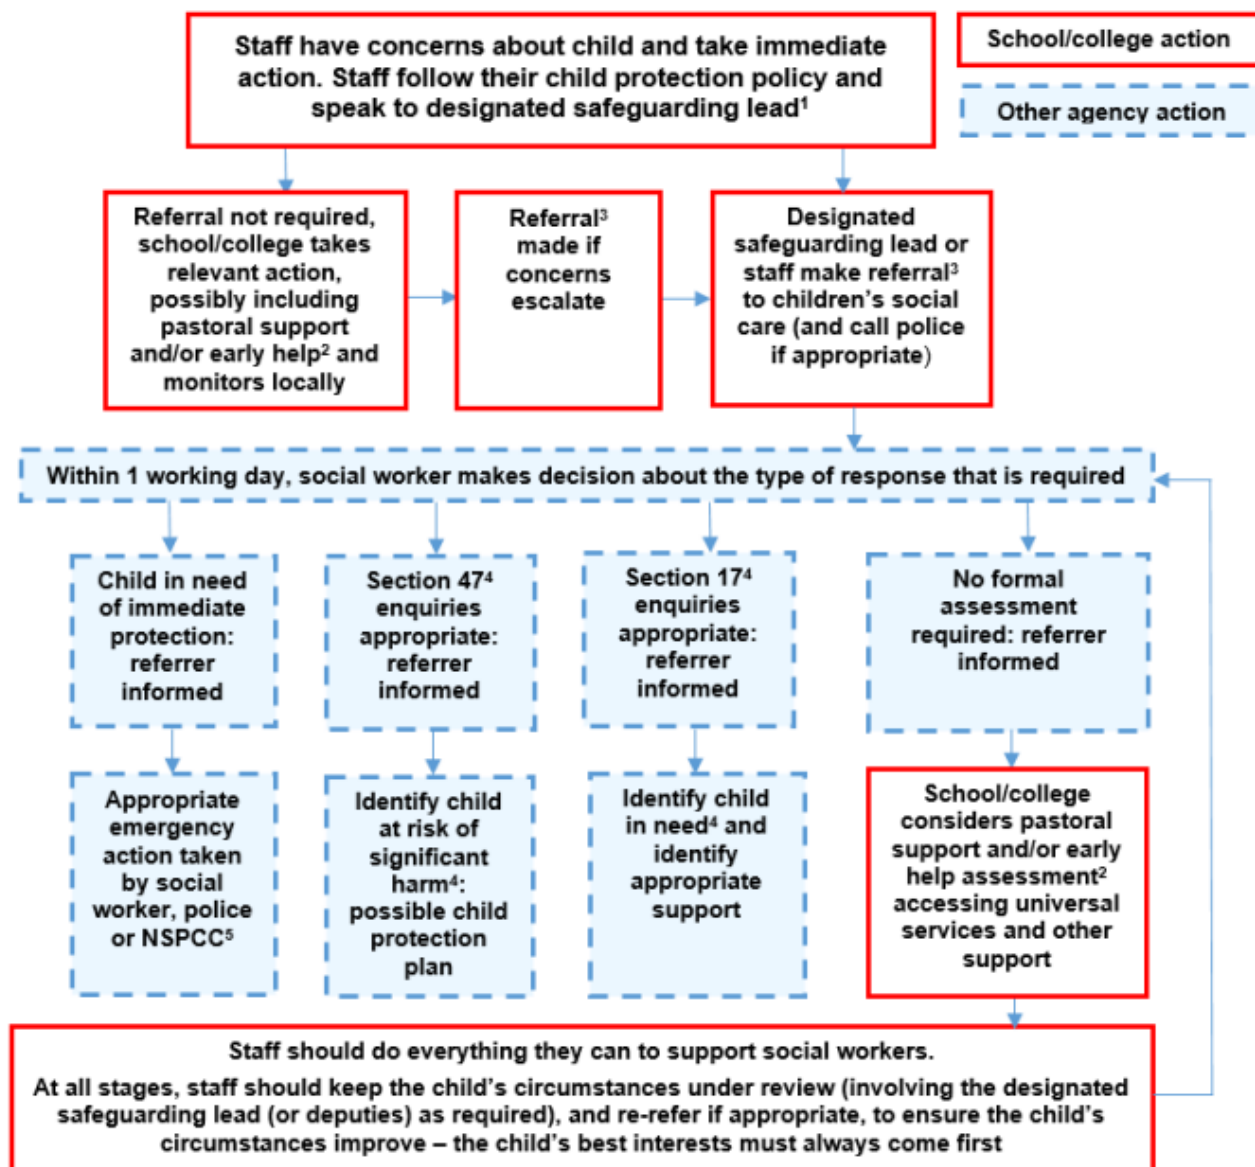 Staff have concerns about child and take immediate
action. Staff follow their child protection policy and
speak to designated safeguarding lead¹
School/college action
Other agency action
Referral not required,
school/college takes
relevant action,
possibly including
pastoral support
and/or early help² and
monitors locally
Referral³
made if
concerns
escalate
Designated
safeguarding lead or
staff make referral³
to children’s social
care (and call police
if appropriate)
Within 1 working day, social worker makes decision about the type of response that is required
Child in need
of immediate
protection:
referrer
informed
Section 47⁴
enquiries
appropriate:
referrer
informed
Section 17⁴
enquiries
appropriate:
referrer
informed
No formal
assessment
required: referrer
informed
Appropriate
emergency
action taken
by social
worker, police
or NSPCC⁵
Identify child
at risk of
significant
harm⁴:
possible child
protection
plan
Identify child
in need⁴ and
identify
appropriate
support
School/college
considers pastoral
support and/or early
help assessment²
accessing universal
services and other
support
Staff should do everything they can to support social workers.
At all stages, staff should keep the child’s circumstances under review (involving the designated
safeguarding lead (or deputies) as required), and re-refer if appropriate, to ensure the child’s
circumstances improve – the child’s best interests must always come first